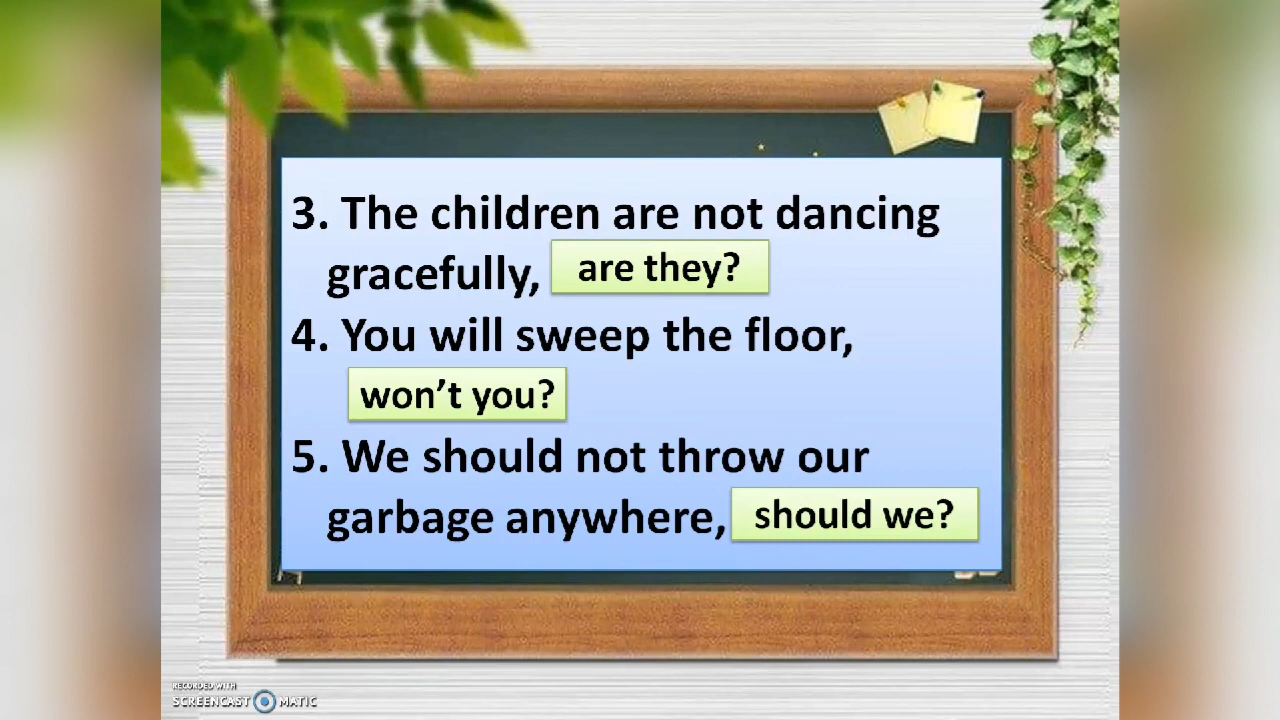 3. The children are not dancing
gracefully, are they?
4. You will sweep the floor,
won’t you?
5. We should not throw our
garbage anywhere, should we?
RECORDED WITH
SCREENCAST MATIC